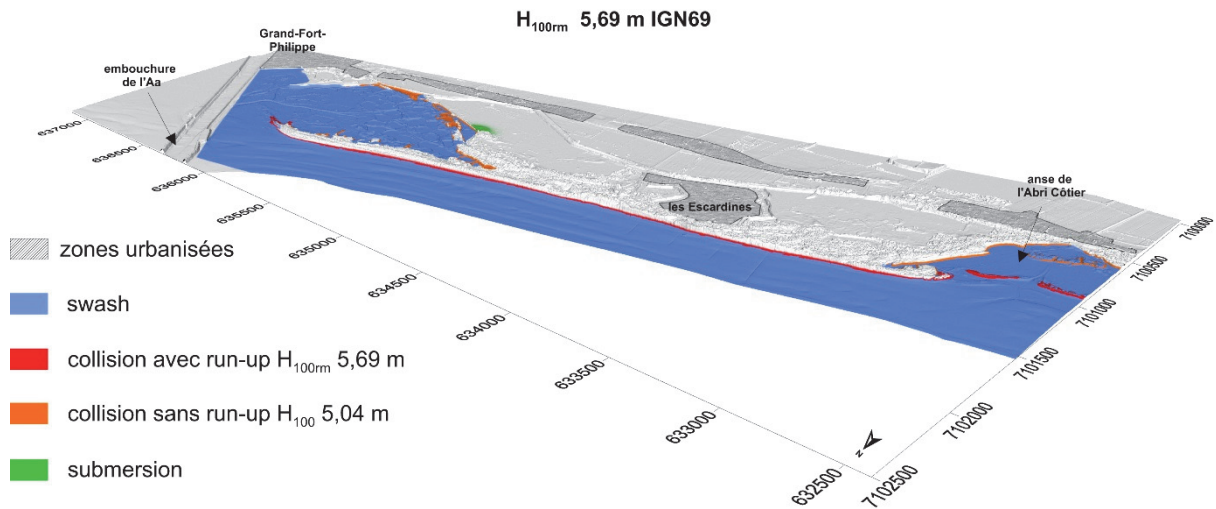 H100rm 5,69 m IGN69
Grand-Fort-
Philippe
embouchure
de l'Aa
anse de
l'Abri Côtier
les Escardines
637000
636500
636000
635500
635000
634500
634000
633500
633000
632500
7100000
7100500
7101000
7101500
7102000
7102500
N
zones urbanisées
swash
collision avec run-up H100rm 5,69 m
collision sans run-up H100 5,04 m
submersion